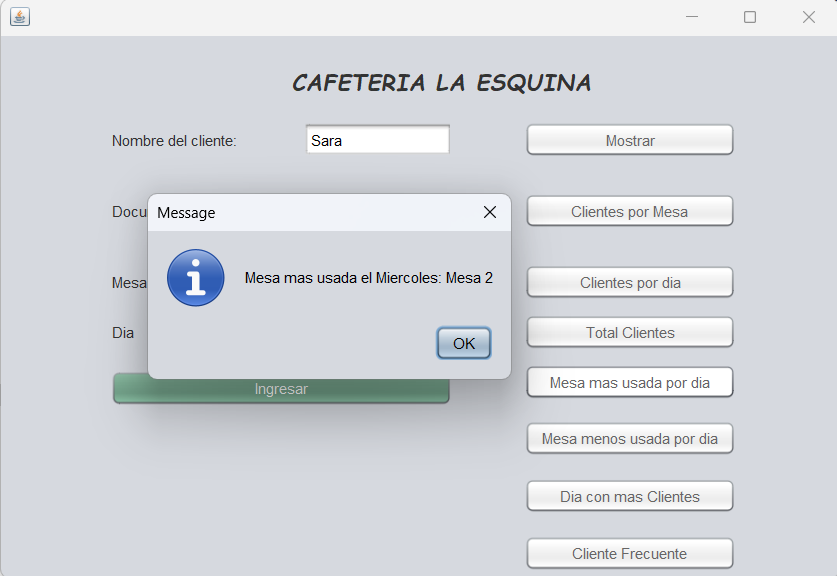 CAFETERIA LA ESQUINA
Nombre del cliente:
Sara
Mostrar
Docu
Message
Clientes por Mesa
Mesa
Mesa mas usada el Miercoles: Mesa 2
Clientes por dia
Dia
OK
Total Clientes
Ingresar
Mesa mas usada por dia
Mesa menos usada por dia
Dia con mas Clientes
Cliente Frecuente